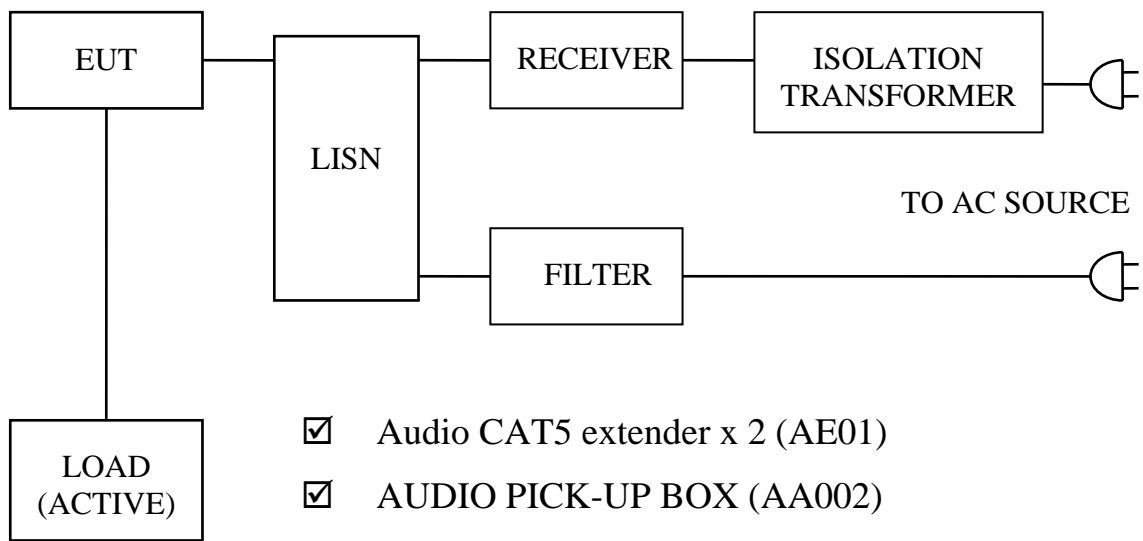 EUT
LISN
RECEIVER
ISOLATION
TRANSFORMER
TO AC SOURCE
FILTER
LOAD
(ACTIVE)
☑ Audio CAT5 extender x 2 (AE01)
☑ AUDIO PICK-UP BOX (AA002)